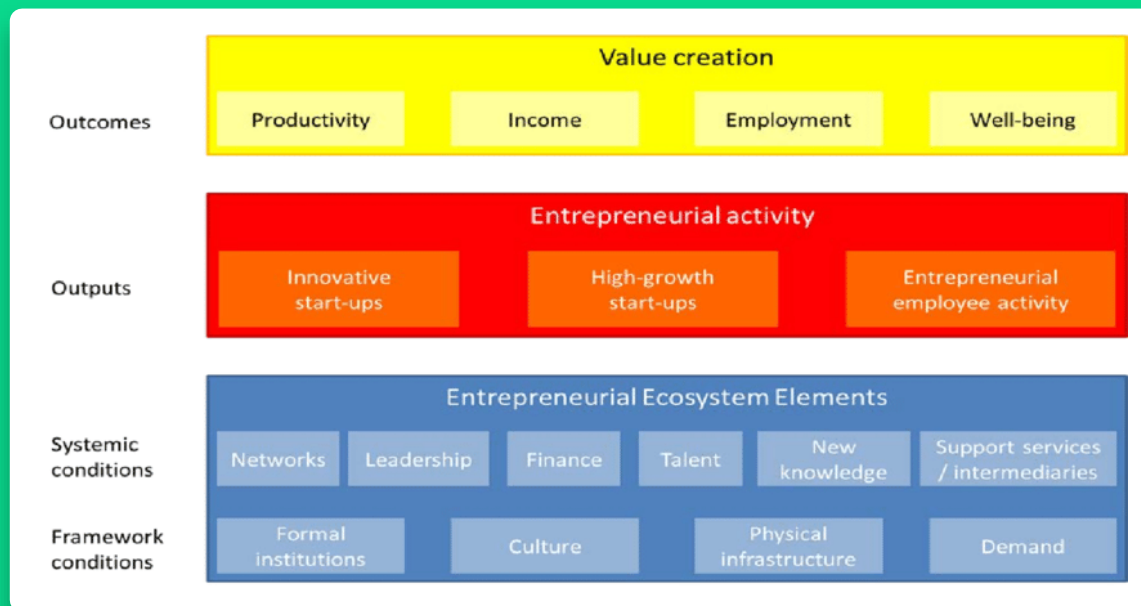 Value creation
Outcomes
Productivity
Income
Employment
Well-being
Entrepreneurial activity
Outputs
Innovative
start-ups
High-growth
start-ups
Entrepreneurial
employee activity
Entrepreneurial Ecosystem Elements
Systemic
conditions
Networks
Leadership
Finance
Talent
New
knowledge
Support services
/ intermediaries
Framework
conditions
Formal
institutions
Culture
Physical
infrastructure
Demand